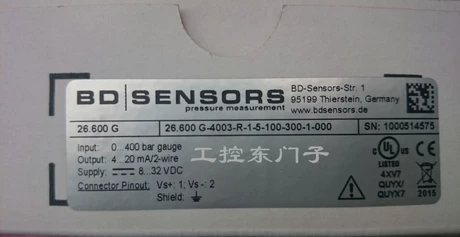 BD|SENSORS
pressure measurement
BD-Sensors-Str. 1
95199 Thierstein, Germany
www.bdsensors.de
26.600 G
26.600 G-4003-R-1-5-100-300-1-000
SN: 1000514575
Input: 0...400 bar gauge
Output: 4...20 mA/2-wire
Supply: 8...32 VDC
Connector Pinout: Vs+: 1; Vs-: 2
Shield:
工控东门子
C UL US
LISTED
4XV7
QUYX/
QUYX7
2015